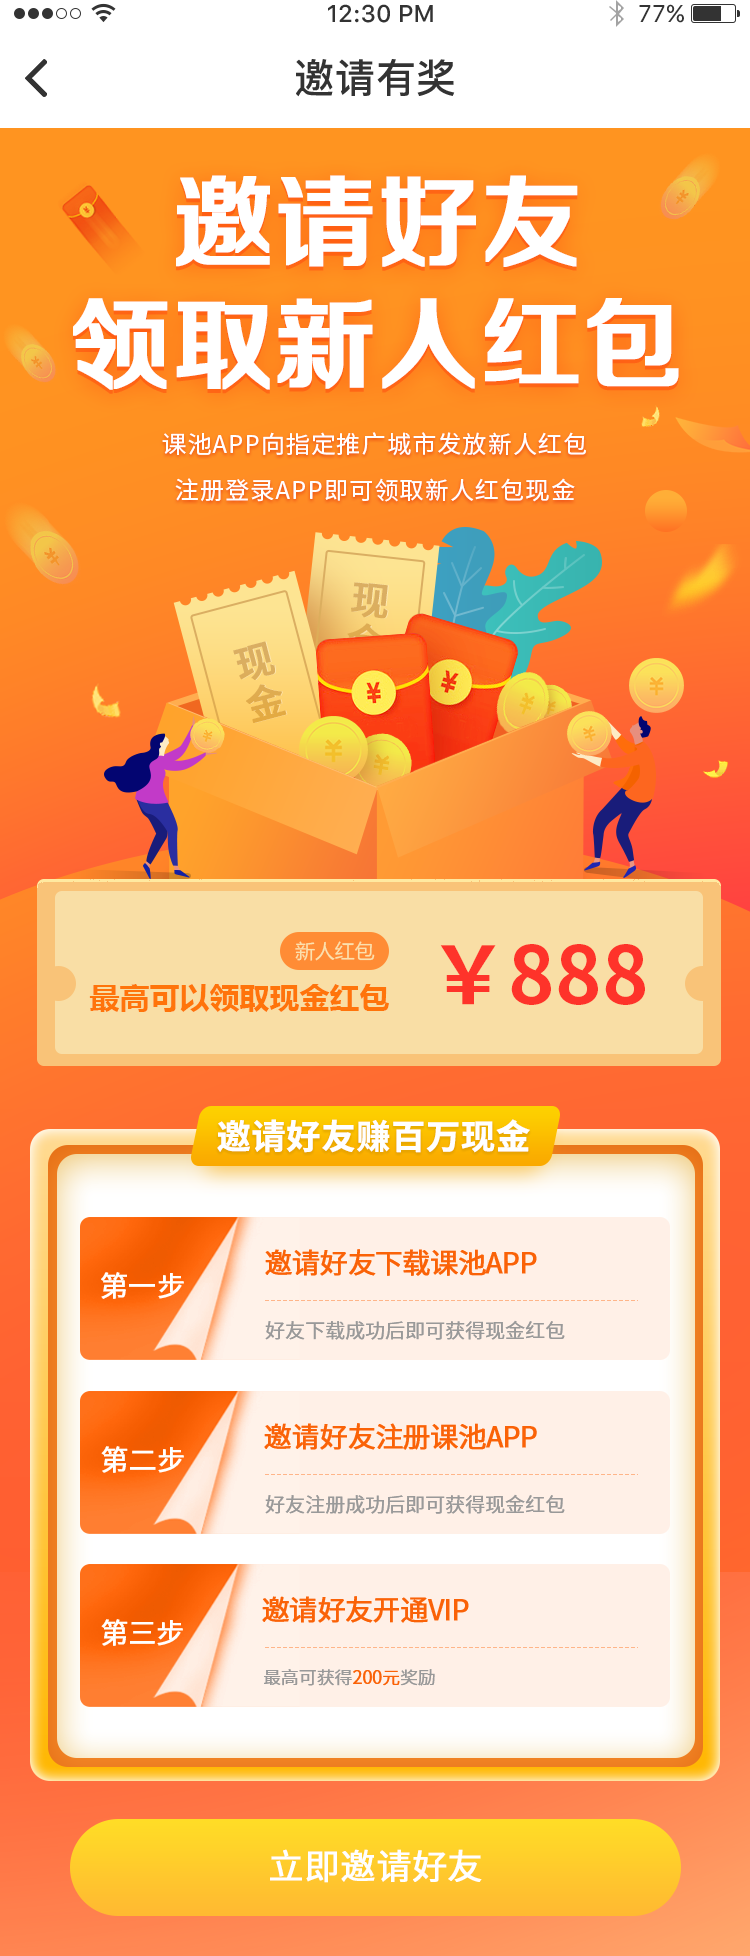 12:30 PM
77%
邀请有奖
邀请好友
领取新人红包
课池APP向指定推广城市发放新人红包
注册登录APP即可领取新人红包现金
现金
现金
¥
¥
¥
¥
¥
¥
¥
¥
新人红包
最高可以领取现金红包
￥888
邀请好友赚百万现金
第一步
邀请好友下载课池APP
好友下载成功后即可获得现金红包
第二步
邀请好友注册课池APP
好友注册成功后即可获得现金红包
第三步
邀请好友开通VIP
最高可获得200元奖励
立即邀请好友